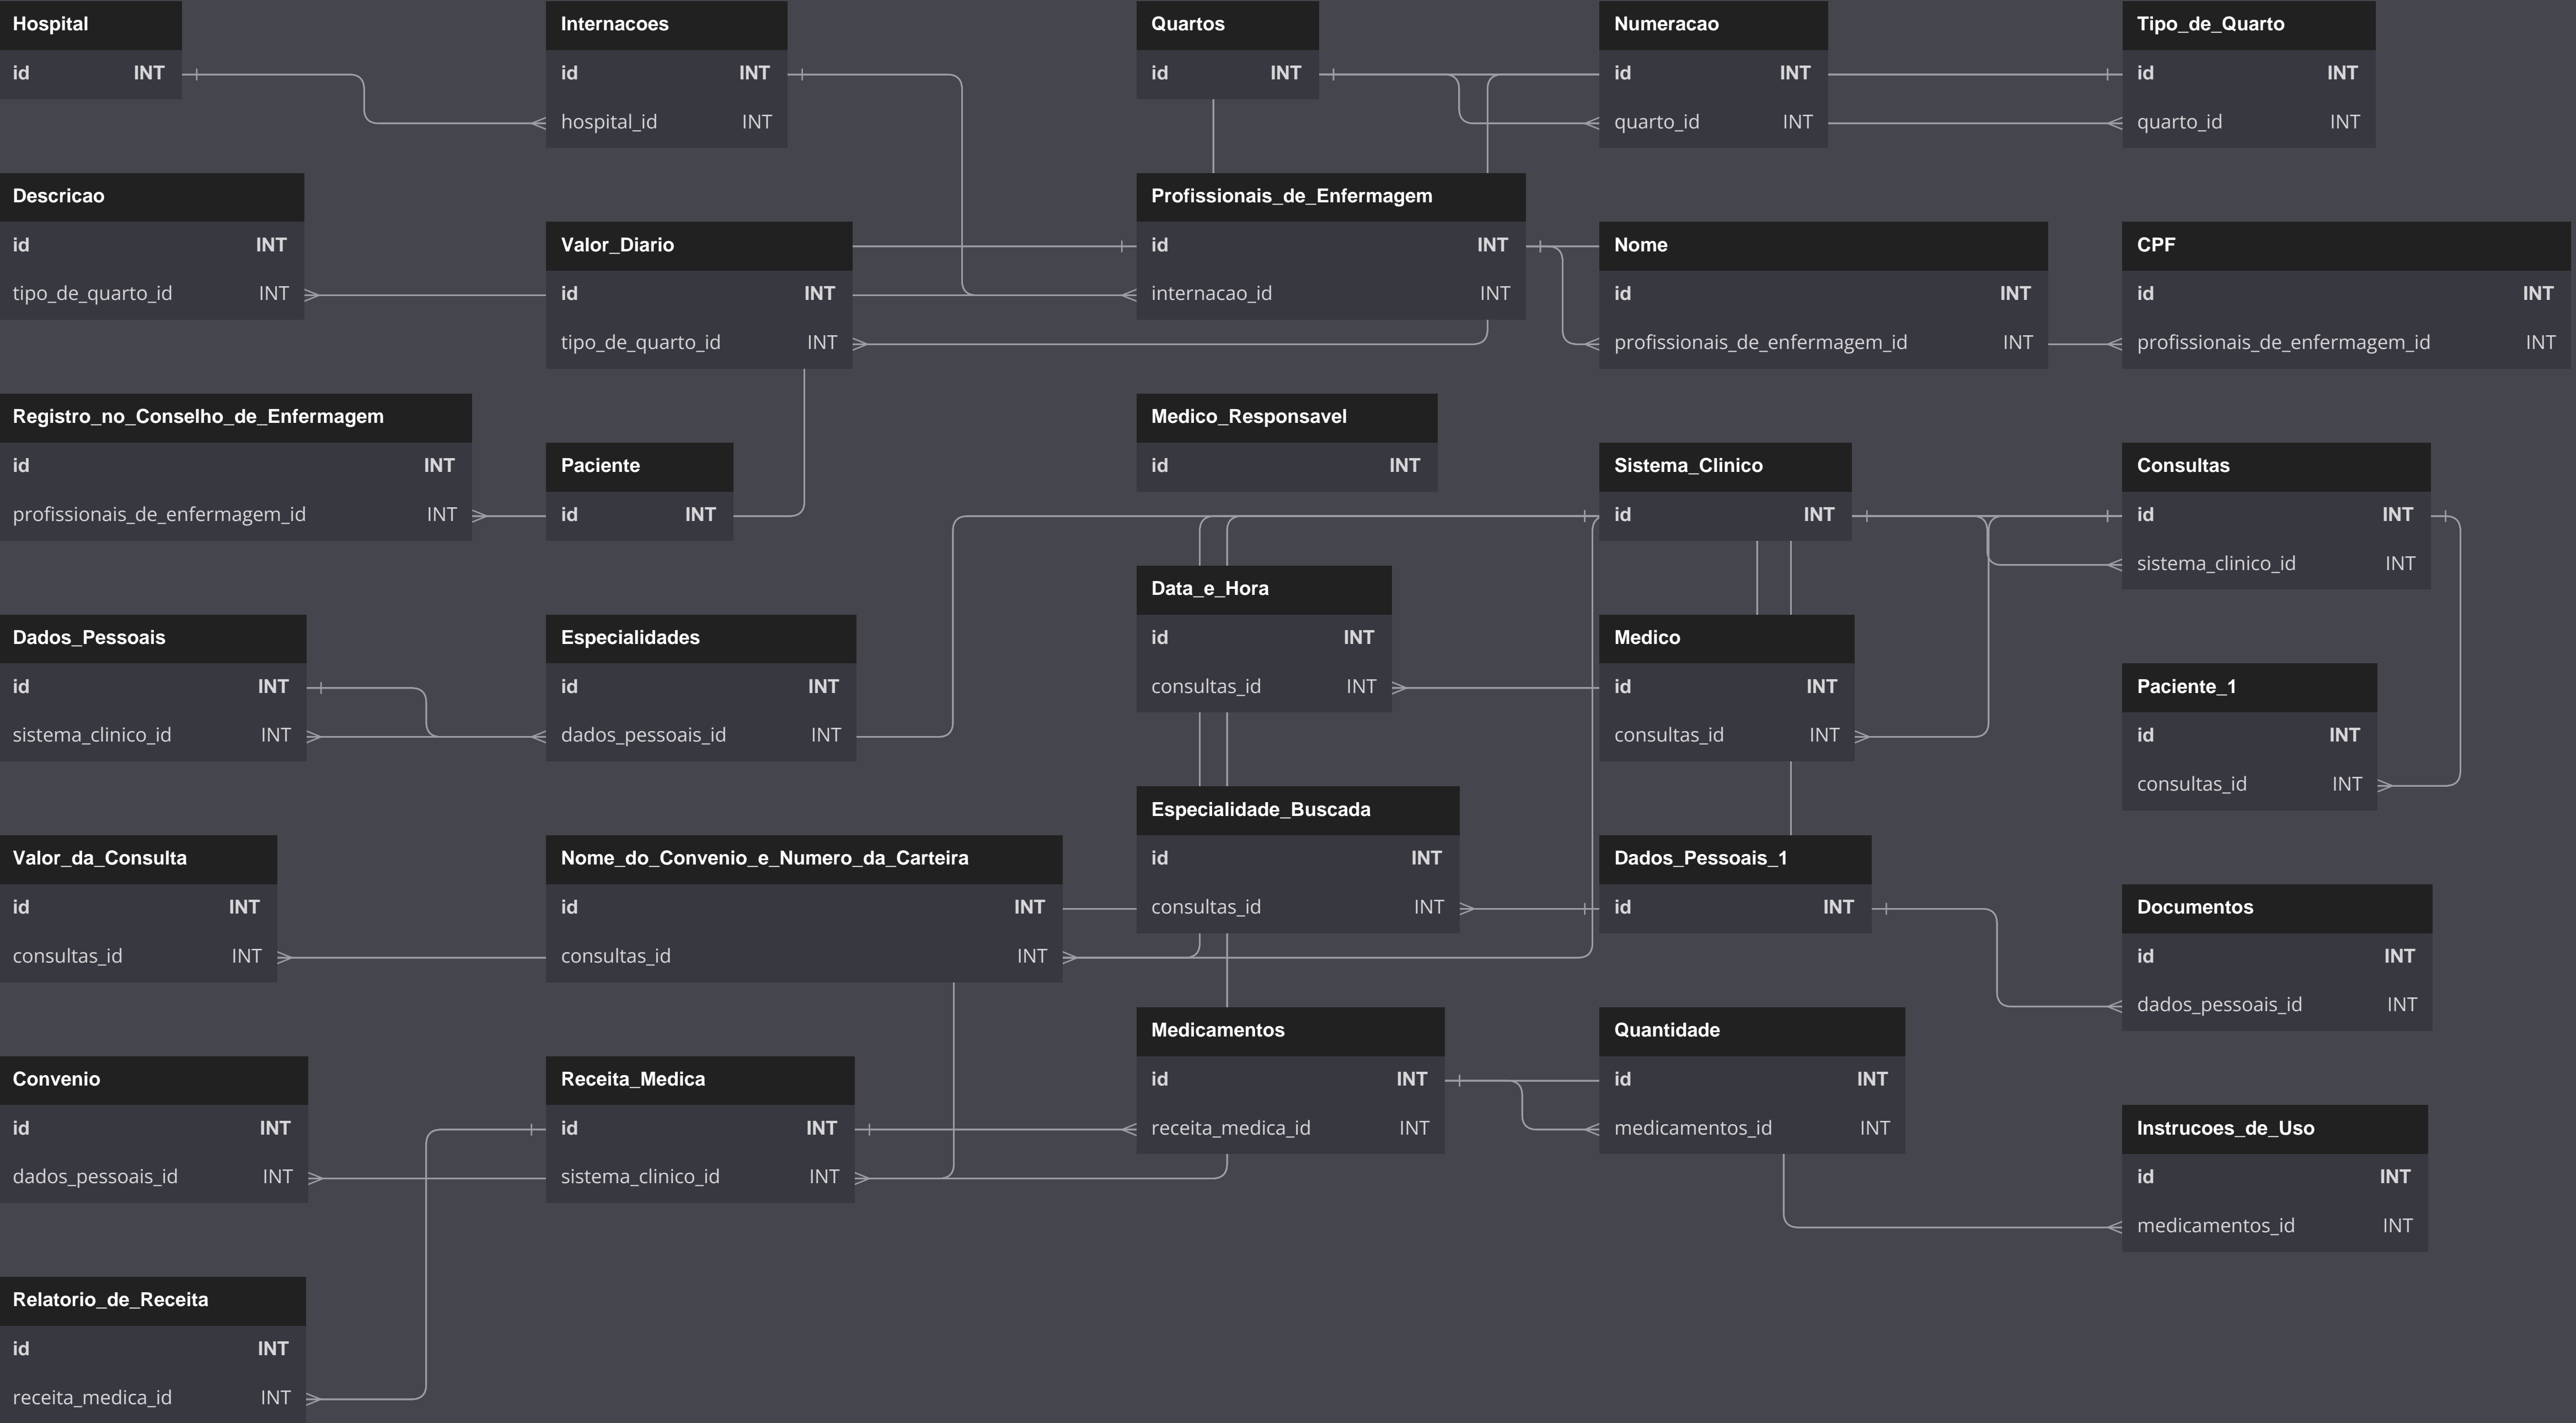 Hospital
id INT
Internacoes
id INT
hospital_id INT
Quartos
id INT
Numeracao
id INT
quarto_id INT
Tipo_de_Quarto
id INT
quarto_id INT
Descricao
id INT
tipo_de_quarto_id INT
Valor_Diario
id INT
tipo_de_quarto_id INT
Profissionais_de_Enfermagem
id INT
internacao_id INT
Nome
id INT
profissionais_de_enfermagem_id INT
CPF
id INT
profissionais_de_enfermagem_id INT
Registro_no_Conselho_de_Enfermagem
id INT
profissionais_de_enfermagem_id INT
Paciente
id INT
Medico_Responsavel
id INT
Sistema_Clinico
id INT
Consultas
id INT
sistema_clinico_id INT
Dados_Pessoais
id INT
sistema_clinico_id INT
Especialidades
id INT
dados_pessoais_id INT
Data_e_Hora
id INT
consultas_id INT
Medico
id INT
consultas_id INT
Paciente_1
id INT
consultas_id INT
Valor_da_Consulta
id INT
consultas_id INT
Nome_do_Convenio_e_Numero_da_Carteira
id INT
consultas_id INT
Especialidade_Buscada
id INT
consultas_id INT
Dados_Pessoais_1
id INT
Documentos
id INT
dados_pessoais_id INT
Convenio
id INT
dados_pessoais_id INT
Receita_Medica
id INT
sistema_clinico_id INT
Medicamentos
id INT
receita_medica_id INT
Quantidade
id INT
medicamentos_id INT
Instrucoes_de_Uso
id INT
medicamentos_id INT
Relatorio_de_Receita
id INT
receita_medica_id INT